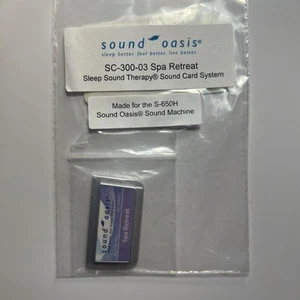 sound oasis®
sleep better. feel better. live better.
SC-300-03 Spa Retreat
Sleep Sound Therapy® Sound Card System
Made for the S-650H
Sound Oasis® Sound Machine
sound oasis
Spa Retreat